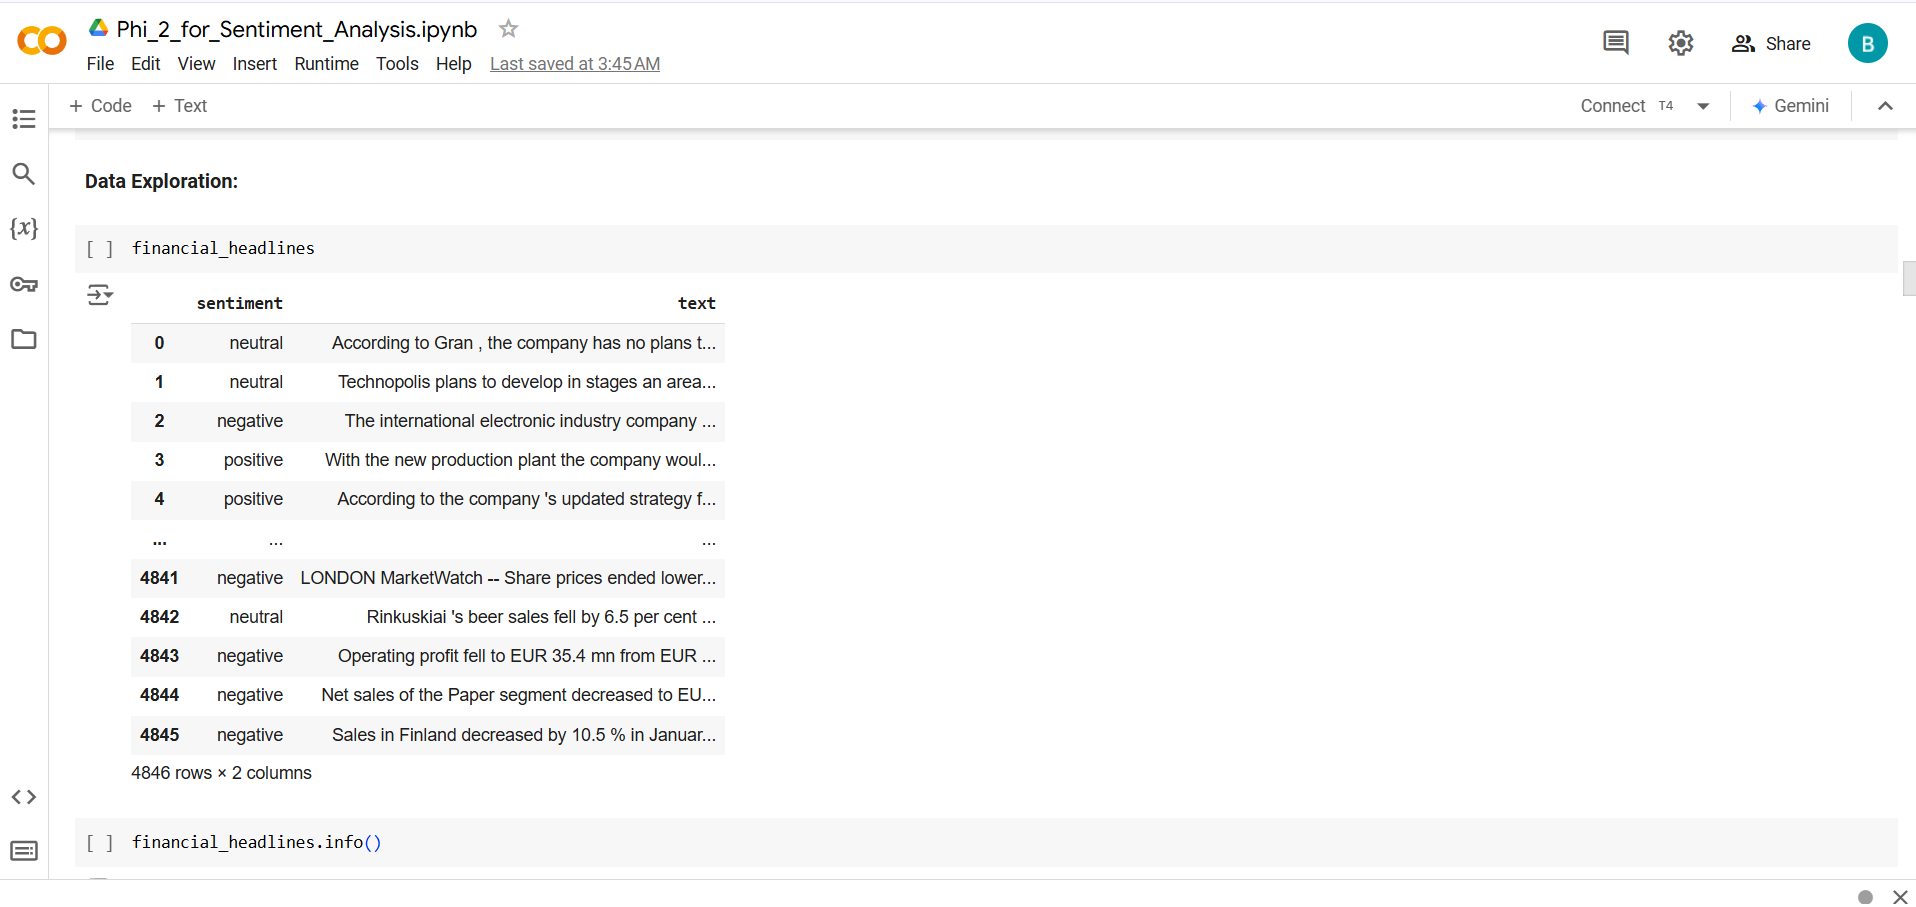 Phi_2_for_Sentiment_Analysis.ipynb
File Edit View Insert Runtime Tools Help Last saved at 3:45 AM
Share
B
+ Code + Text
Connect T4
Gemini
{x}
Data Exploration:
[ ] financial_headlines
sentiment text
0 neutral According to Gran , the company has no plans t...
1 neutral Technopolis plans to develop in stages an area...
2 negative The international electronic industry company ...
3 positive With the new production plant the company woul...
4 positive According to the company 's updated strategy f...
... ... ...
4841 negative LONDON MarketWatch -- Share prices ended lower...
4842 neutral Rinkuskiai 's beer sales fell by 6.5 per cent ...
4843 negative Operating profit fell to EUR 35.4 mn from EUR ...
4844 negative Net sales of the Paper segment decreased to EU...
4845 negative Sales in Finland decreased by 10.5 % in Januar...
4846 rows × 2 columns
[ ] financial_headlines.info()